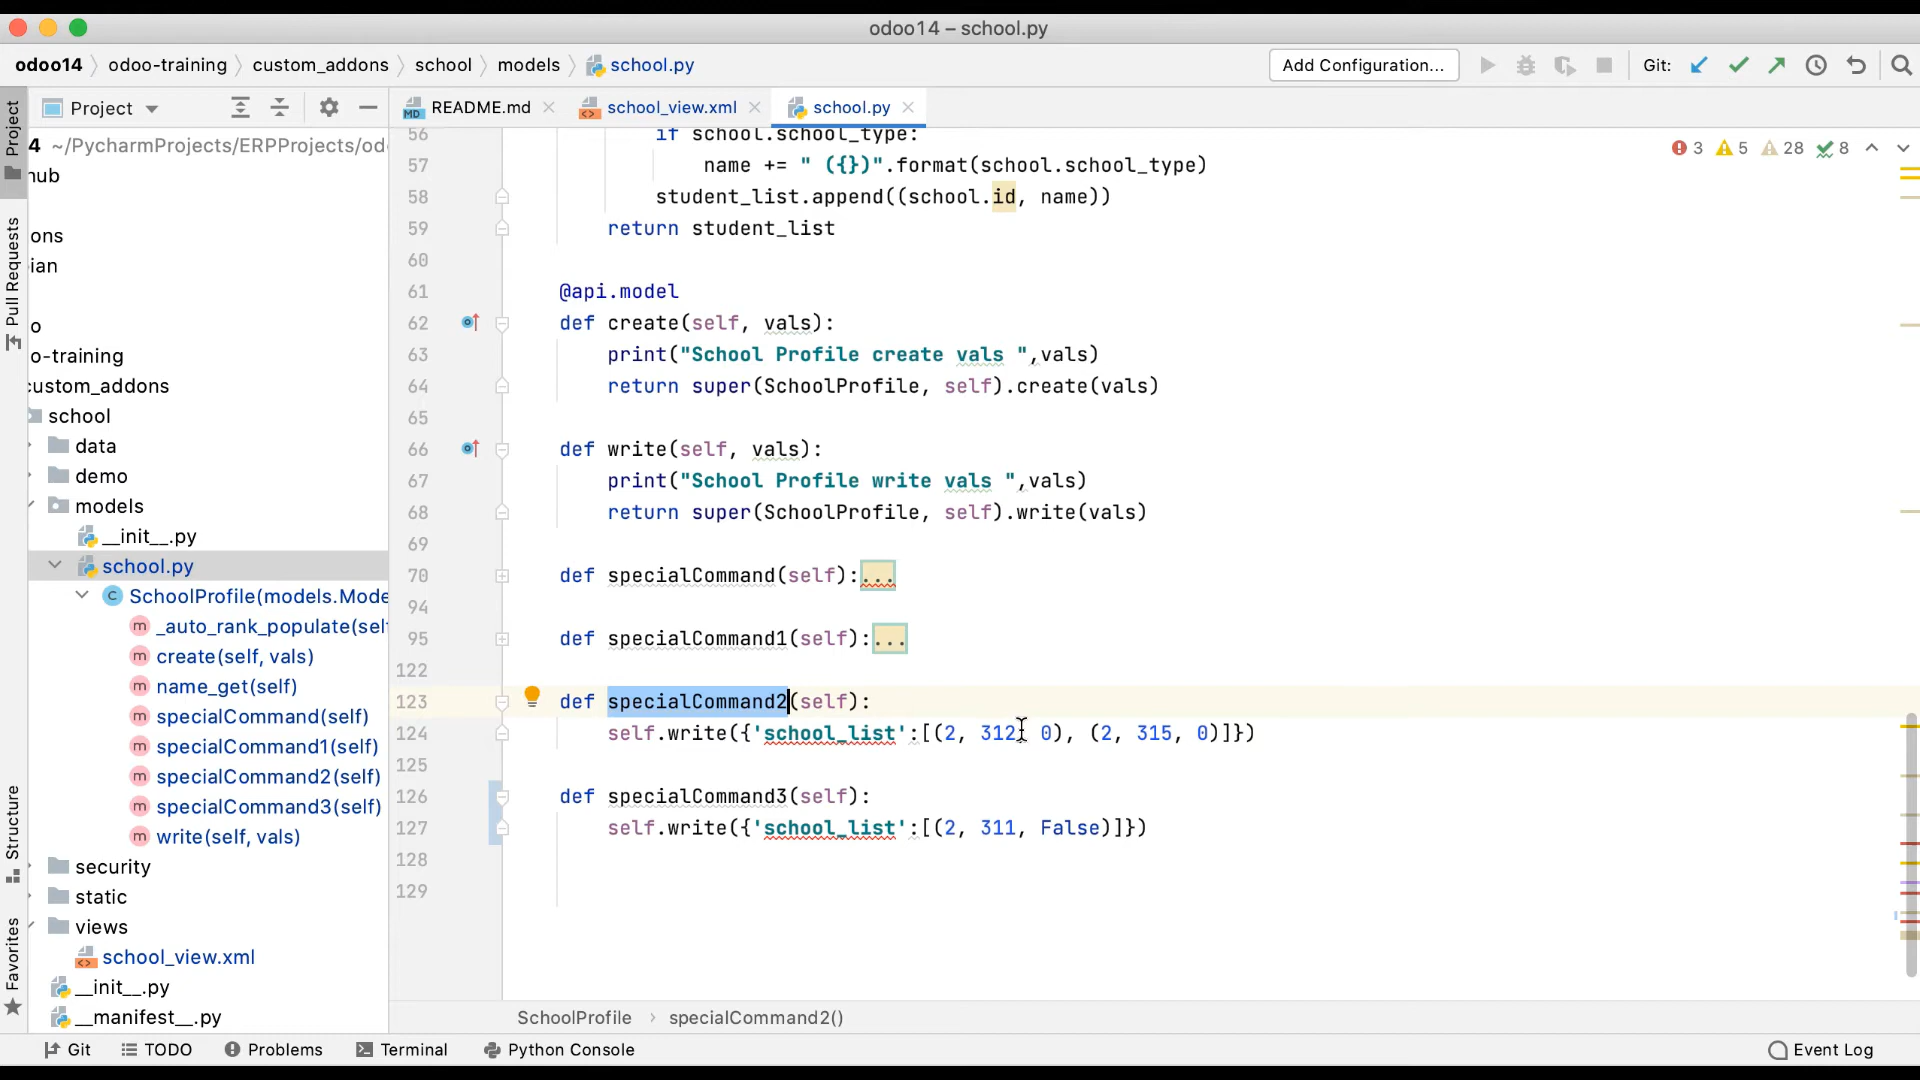 odoo14 – school.py
odoo14 〉 odoo-training 〉 custom_addons 〉 school 〉 models 〉 school.py
Add Configuration...
Git:
Project
README.md
school_view.xml
school.py
Project
Pull Requests
Structure
Favorites
14 ~/PycharmProjects/ERPProjects/od
hub
ons
ian
o
o-training
custom_addons
school
data
demo
models
__init__.py
school.py
SchoolProfile(models.Mode
_auto_rank_populate(sel
create(self, vals)
name_get(self)
specialCommand(self)
specialCommand1(self)
specialCommand2(self)
specialCommand3(self)
write(self, vals)
security
static
views
school_view.xml
__init__.py
__manifest__.py
3 5 28 8
56 if school.school_type:
57 name += " ({})".format(school.school_type)
58 student_list.append((school.id, name))
59 return student_list
60
61 @api.model
62 def create(self, vals):
63 print("School Profile create vals ",vals)
64 return super(SchoolProfile, self).create(vals)
65
66 def write(self, vals):
67 print("School Profile write vals ",vals)
68 return super(SchoolProfile, self).write(vals)
69
70 def specialCommand(self):...
94
95 def specialCommand1(self):...
122
123 def specialCommand2(self):
124 self.write({'school_list':[(2, 312, 0), (2, 315, 0)]})
125
126 def specialCommand3(self):
127 self.write({'school_list':[(2, 311, False)]})
128
129
SchoolProfile › specialCommand2()
Git
TODO
Problems
Terminal
Python Console
Event Log